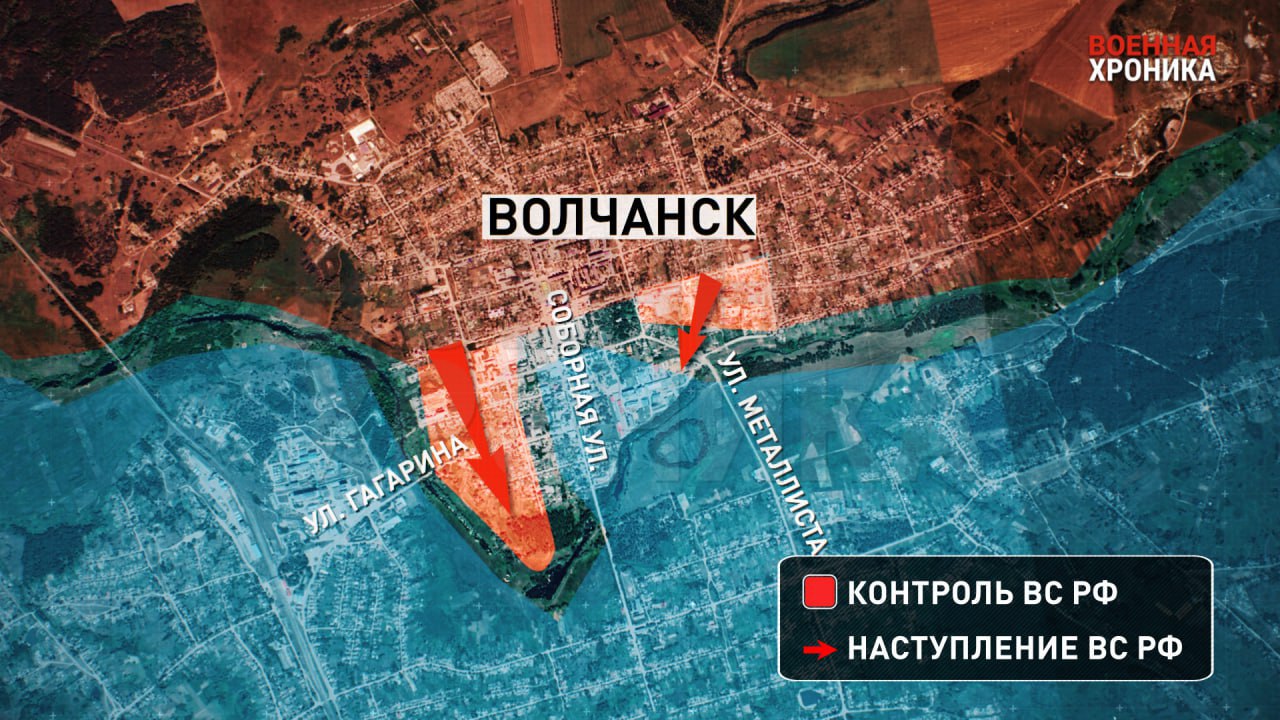 ВОЕННАЯ
ХРОНИКА
ВОЛЧАНСК
СОБОРНАЯ УЛ.
УЛ. МЕТАЛЛИСТА
УЛ. ГАГАРИНА
КОНТРОЛЬ ВС РФ
НАСТУПЛЕНИЕ ВС РФ